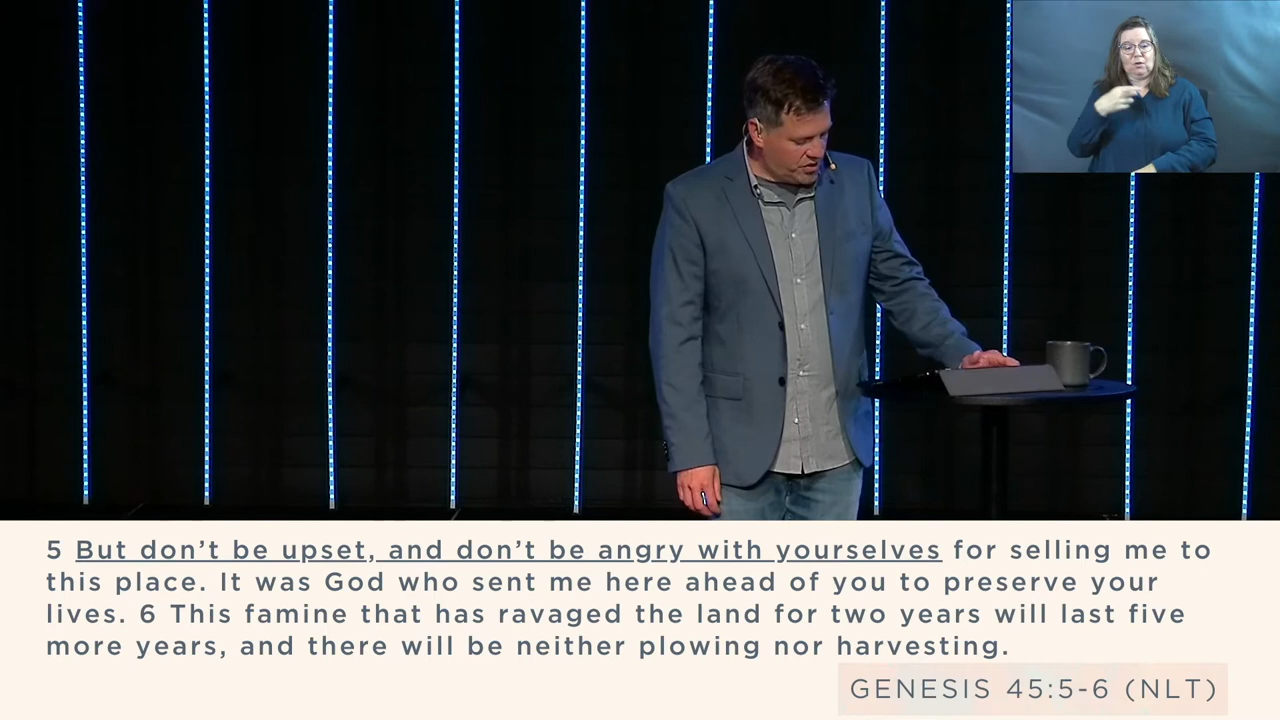 5 But don't be upset, and don't be angry with yourselves for selling me to
this place. It was God who sent me here ahead of you to preserve your
lives. 6 This famine that has ravaged the land for two years will last five
more years, and there will be neither plowing nor harvesting.
GENESIS 45:5-6 (NLT)